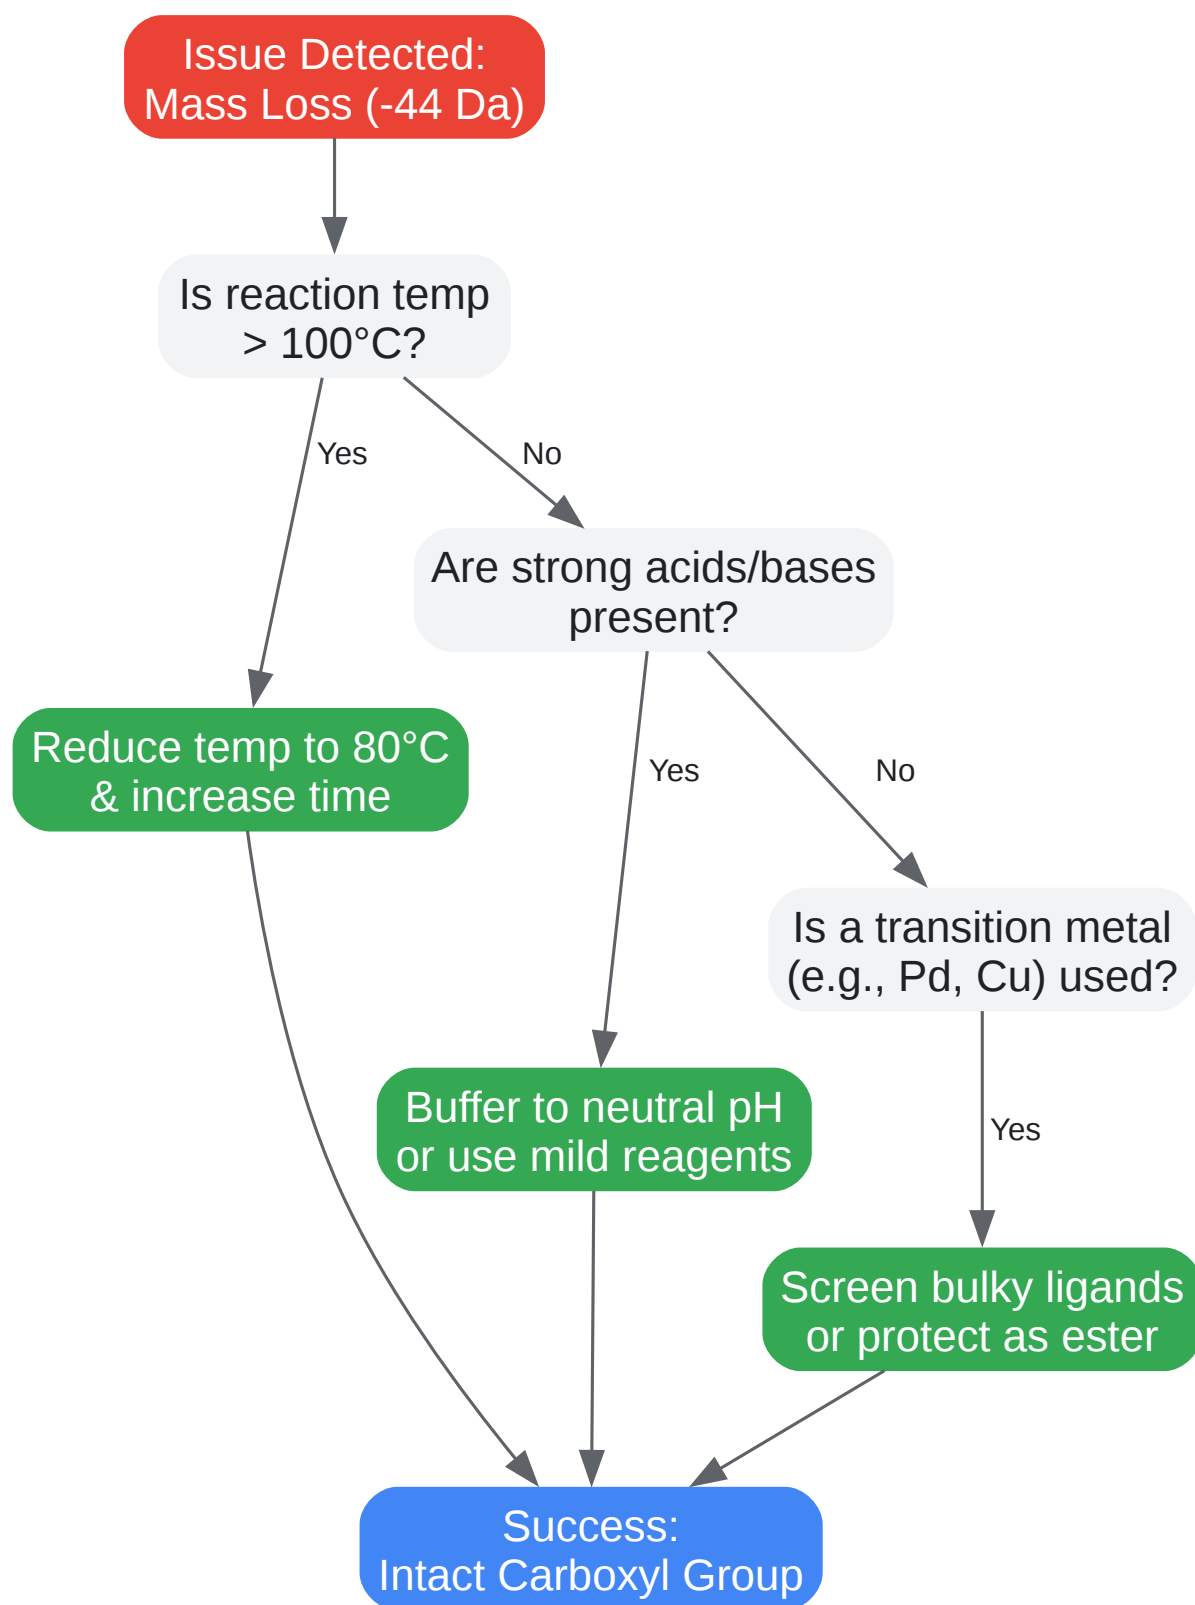 Issue Detected:
Mass Loss (-44 Da)
Is reaction temp
> 100°C?
Yes
No
Are strong acids/bases
present?
Reduce temp to 80°C
& increase time
Yes
No
Is a transition metal
(e.g., Pd, Cu) used?
Buffer to neutral pH
or use mild reagents
Yes
Screen bulky ligands
or protect as ester
Success:
Intact Carboxyl Group